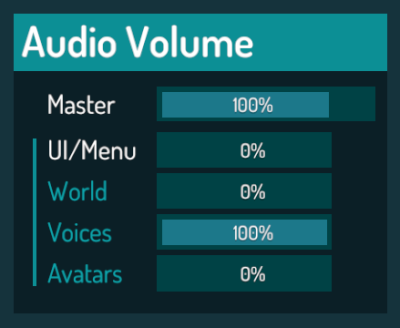 Audio Volume
Master 100%
UI/Menu 0%
World 0%
Voices 100%
Avatars 0%